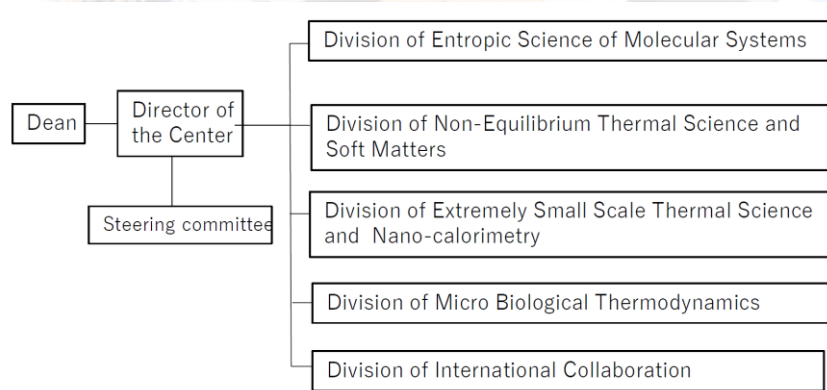 Division of Entropic Science of Molecular Systems
Dean
Director of
the Center
Division of Non-Equilibrium Thermal Science and
Soft Matters
Steering committee
Division of Extremely Small Scale Thermal Science
and Nano-calorimetry
Division of Micro Biological Thermodynamics
Division of International Collaboration